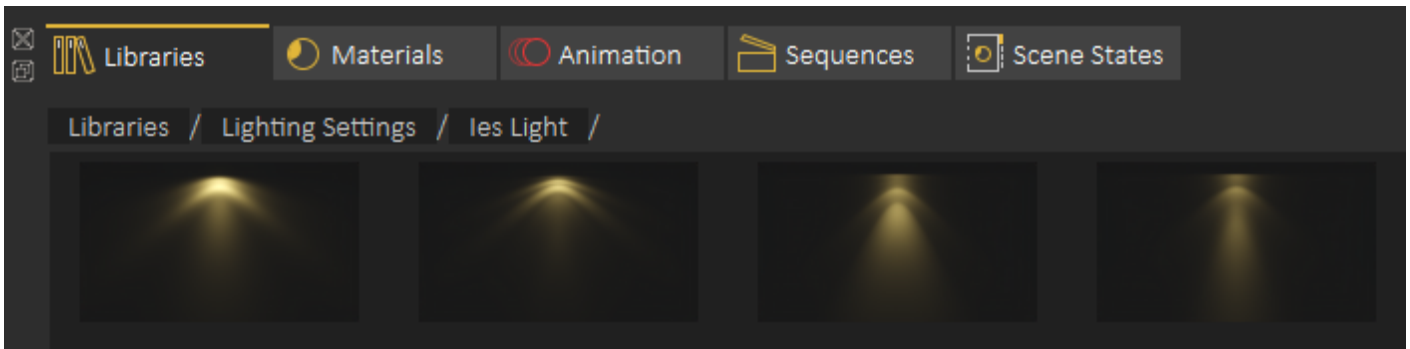 Libraries Materials Animation Sequences Scene States
Libraries / Lighting Settings / Ies Light /